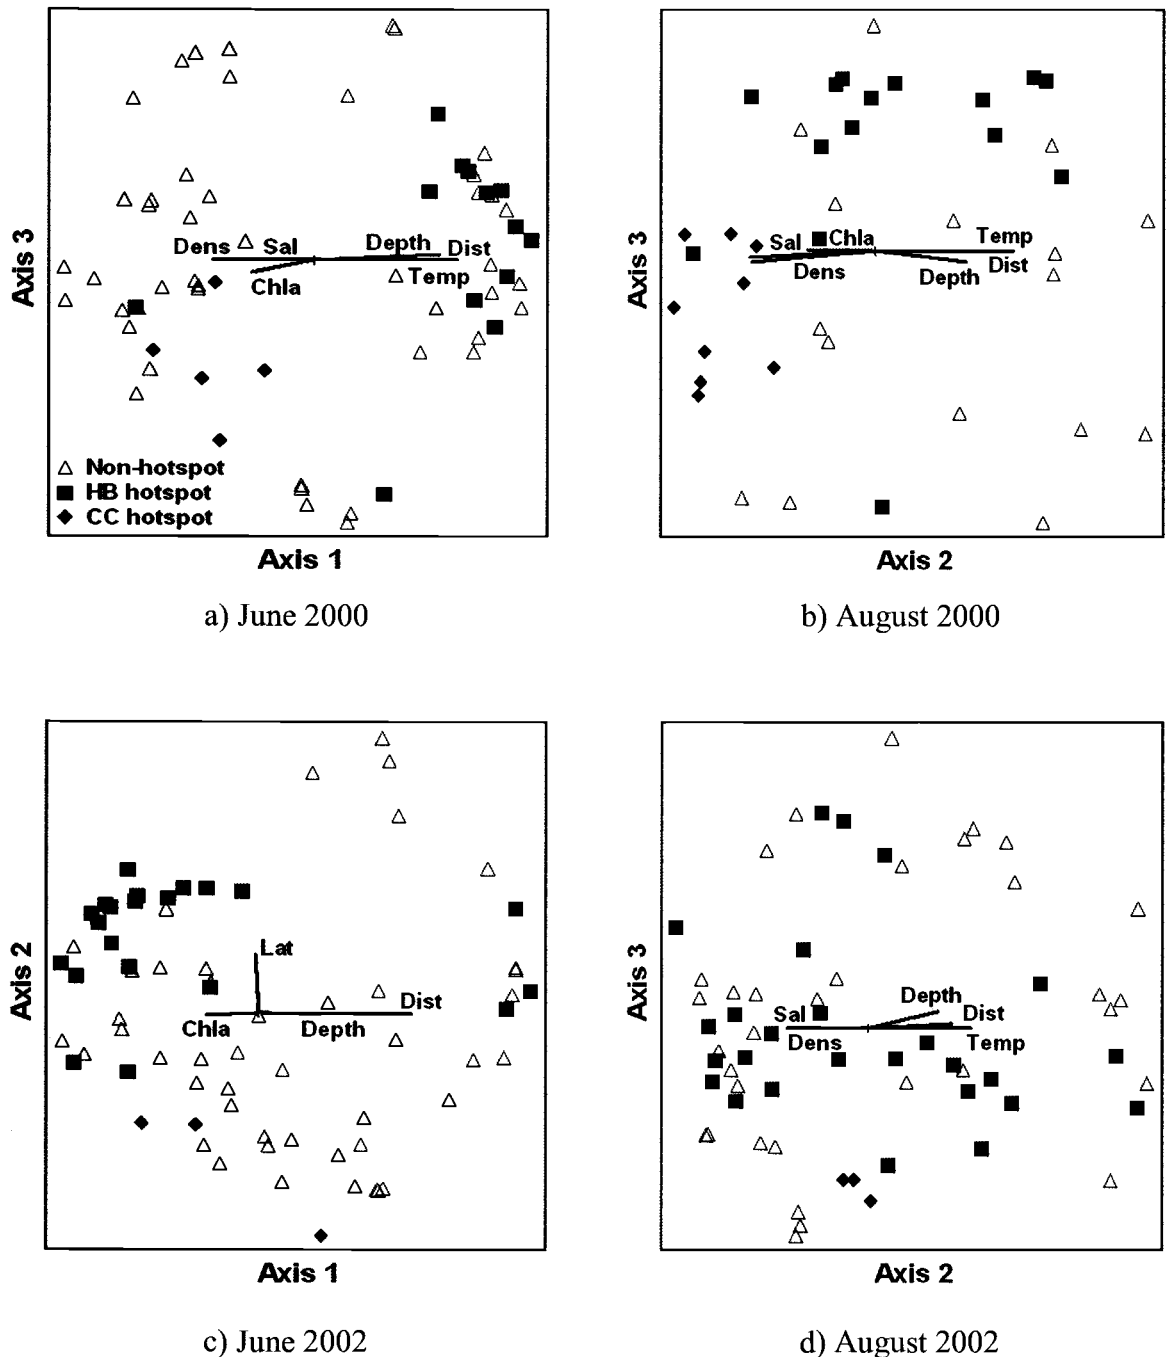 Axis 3
Dens Sal Depth Dist
Chla Temp
Non-hotspot
HB hotspot
CC hotspot
Axis 1
a) June 2000
Axis 3
Sal Chla Temp
Dens Depth Dist
Axis 2
b) August 2000
Axis 2
Lat
Dist
Chla Depth
Axis 1
c) June 2002
Axis 3
Depth
Sal Dist
Dens Temp
Axis 2
d) August 2002